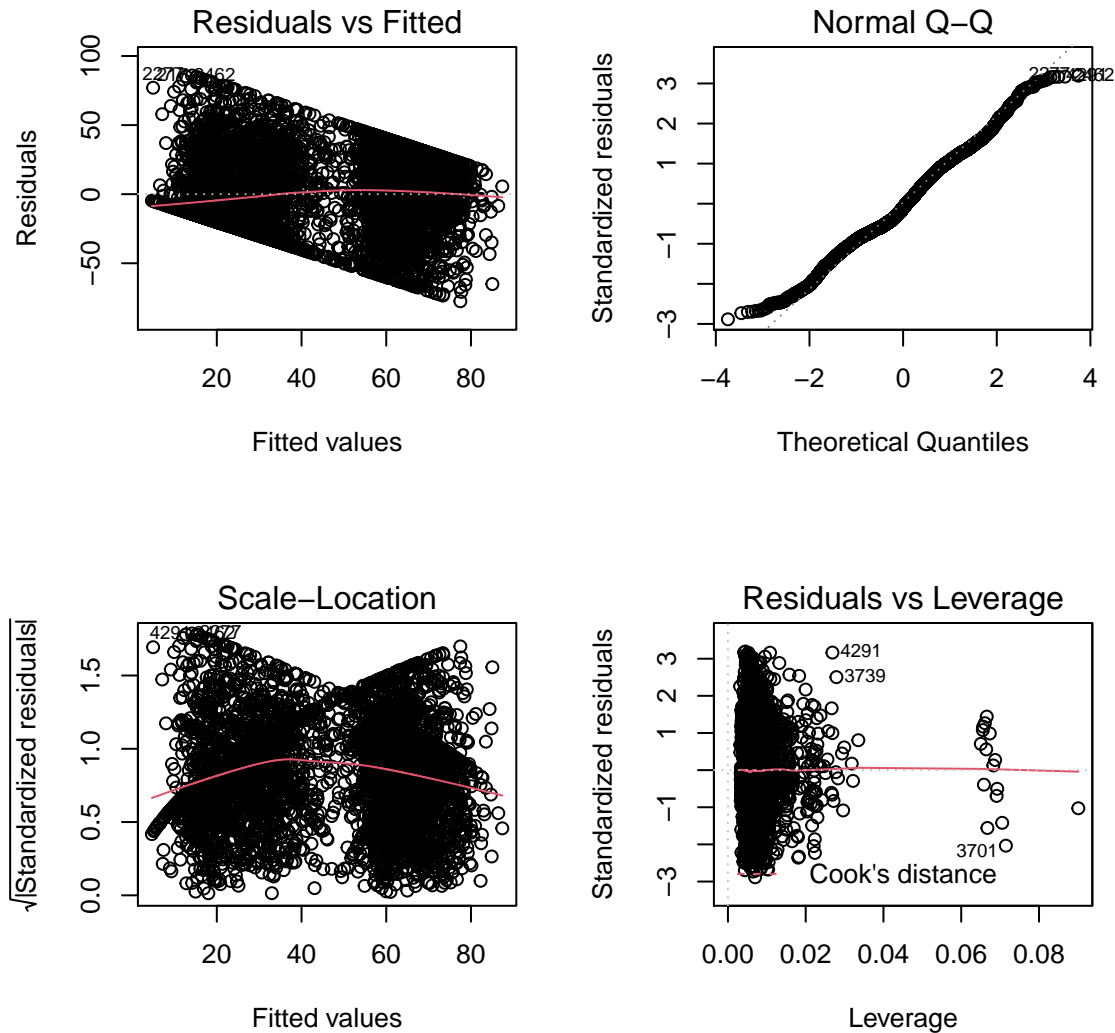 Residuals vs Fitted
Residuals
100
50
0
−50
20 40 60 80
Fitted values
Normal Q−Q
Standardized residuals
3
1
−1
−3
−4 −2 0 2 4
Theoretical Quantiles
Scale−Location
√|Standardized residuals|
1.5
1.0
0.5
0.0
20 40 60 80
Fitted values
Residuals vs Leverage
Standardized residuals
3
1
−1
−3
4291
3739
3701
Cook's distance
0.00 0.02 0.04 0.06 0.08
Leverage